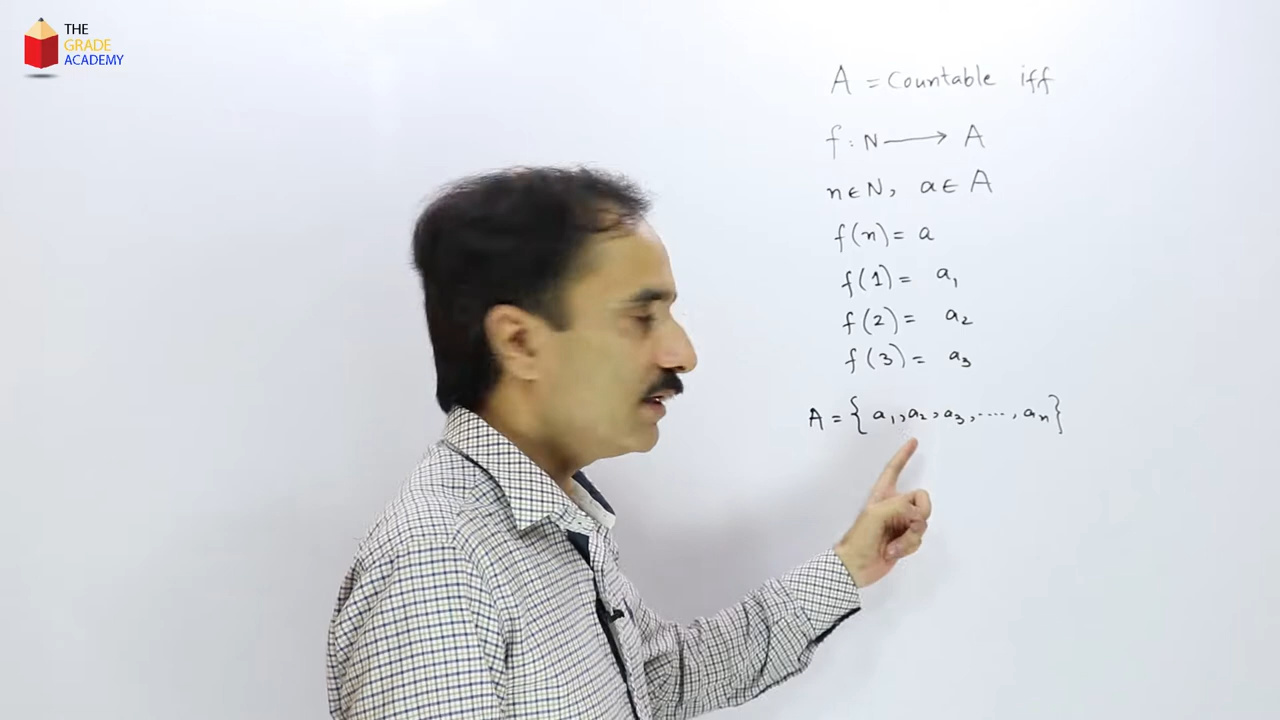 THE
GRADE
ACADEMY
A = Countable iff
f : N ⟶ A
n ∈ N, a ∈ A
f(n) = a
f(1) = a₁
f(2) = a₂
f(3) = a₃
A = { a₁, a₂, a₃, ...., aₙ}